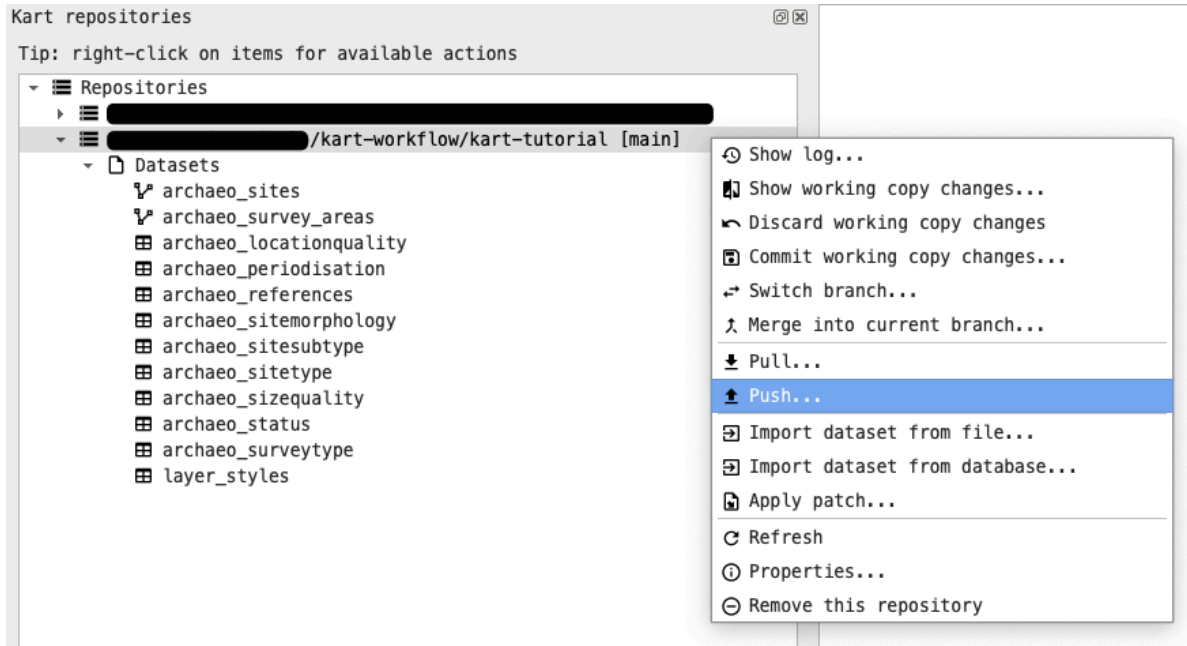 Kart repositories
Tip: right-click on items for available actions
Repositories
/kart-workflow/kart-tutorial [main]
Datasets
archaeo_sites
archaeo_survey_areas
archaeo_locationquality
archaeo_periodisation
archaeo_references
archaeo_sitemorphology
archaeo_sitesubtype
archaeo_sitetype
archaeo_sizequality
archaeo_status
archaeo_surveytype
layer_styles
Show log...
Show working copy changes...
Discard working copy changes
Commit working copy changes...
Switch branch...
Merge into current branch...
Pull...
Push...
Import dataset from file...
Import dataset from database...
Apply patch...
Refresh
Properties...
Remove this repository